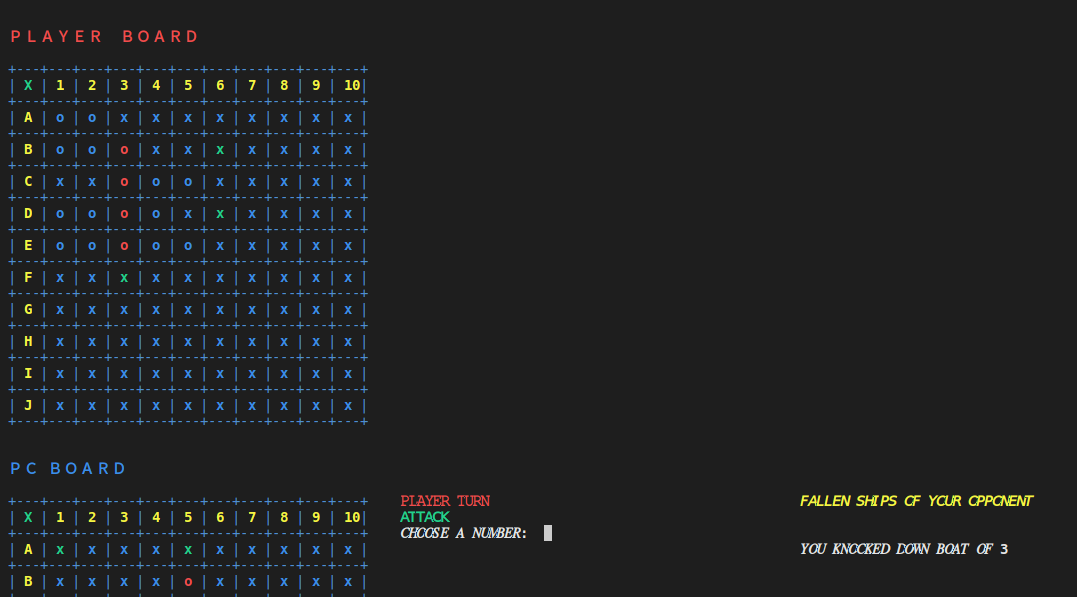 PLAYER BOARD
+---+---+---+---+---+---+---+---+---+---+---+
| X | 1 | 2 | 3 | 4 | 5 | 6 | 7 | 8 | 9 | 10|
+---+---+---+---+---+---+---+---+---+---+---+
| A | o | o | x | x | x | x | x | x | x | x |
+---+---+---+---+---+---+---+---+---+---+---+
| B | o | o | o | x | x | x | x | x | x | x |
+---+---+---+---+---+---+---+---+---+---+---+
| C | x | x | o | o | o | x | x | x | x | x |
+---+---+---+---+---+---+---+---+---+---+---+
| D | o | o | o | o | x | x | x | x | x | x |
+---+---+---+---+---+---+---+---+---+---+---+
| E | o | o | o | o | o | x | x | x | x | x |
+---+---+---+---+---+---+---+---+---+---+---+
| F | x | x | x | x | x | x | x | x | x | x |
+---+---+---+---+---+---+---+---+---+---+---+
| G | x | x | x | x | x | x | x | x | x | x |
+---+---+---+---+---+---+---+---+---+---+---+
| H | x | x | x | x | x | x | x | x | x | x |
+---+---+---+---+---+---+---+---+---+---+---+
| I | x | x | x | x | x | x | x | x | x | x |
+---+---+---+---+---+---+---+---+---+---+---+
| J | x | x | x | x | x | x | x | x | x | x |
+---+---+---+---+---+---+---+---+---+---+---+
PC BOARD
+---+---+---+---+---+---+---+---+---+---+---+
| X | 1 | 2 | 3 | 4 | 5 | 6 | 7 | 8 | 9 | 10|
+---+---+---+---+---+---+---+---+---+---+---+
| A | x | x | x | x | x | x | x | x | x | x |
+---+---+---+---+---+---+---+---+---+---+---+
| B | x | x | x | x | o | x | x | x | x | x |
PLAYER TURN
ATTACK
CHOOSE A NUMBER:
FALLEN SHIPS OF YOUR OPPONENT
YOU KNOCKED DOWN BOAT OF 3